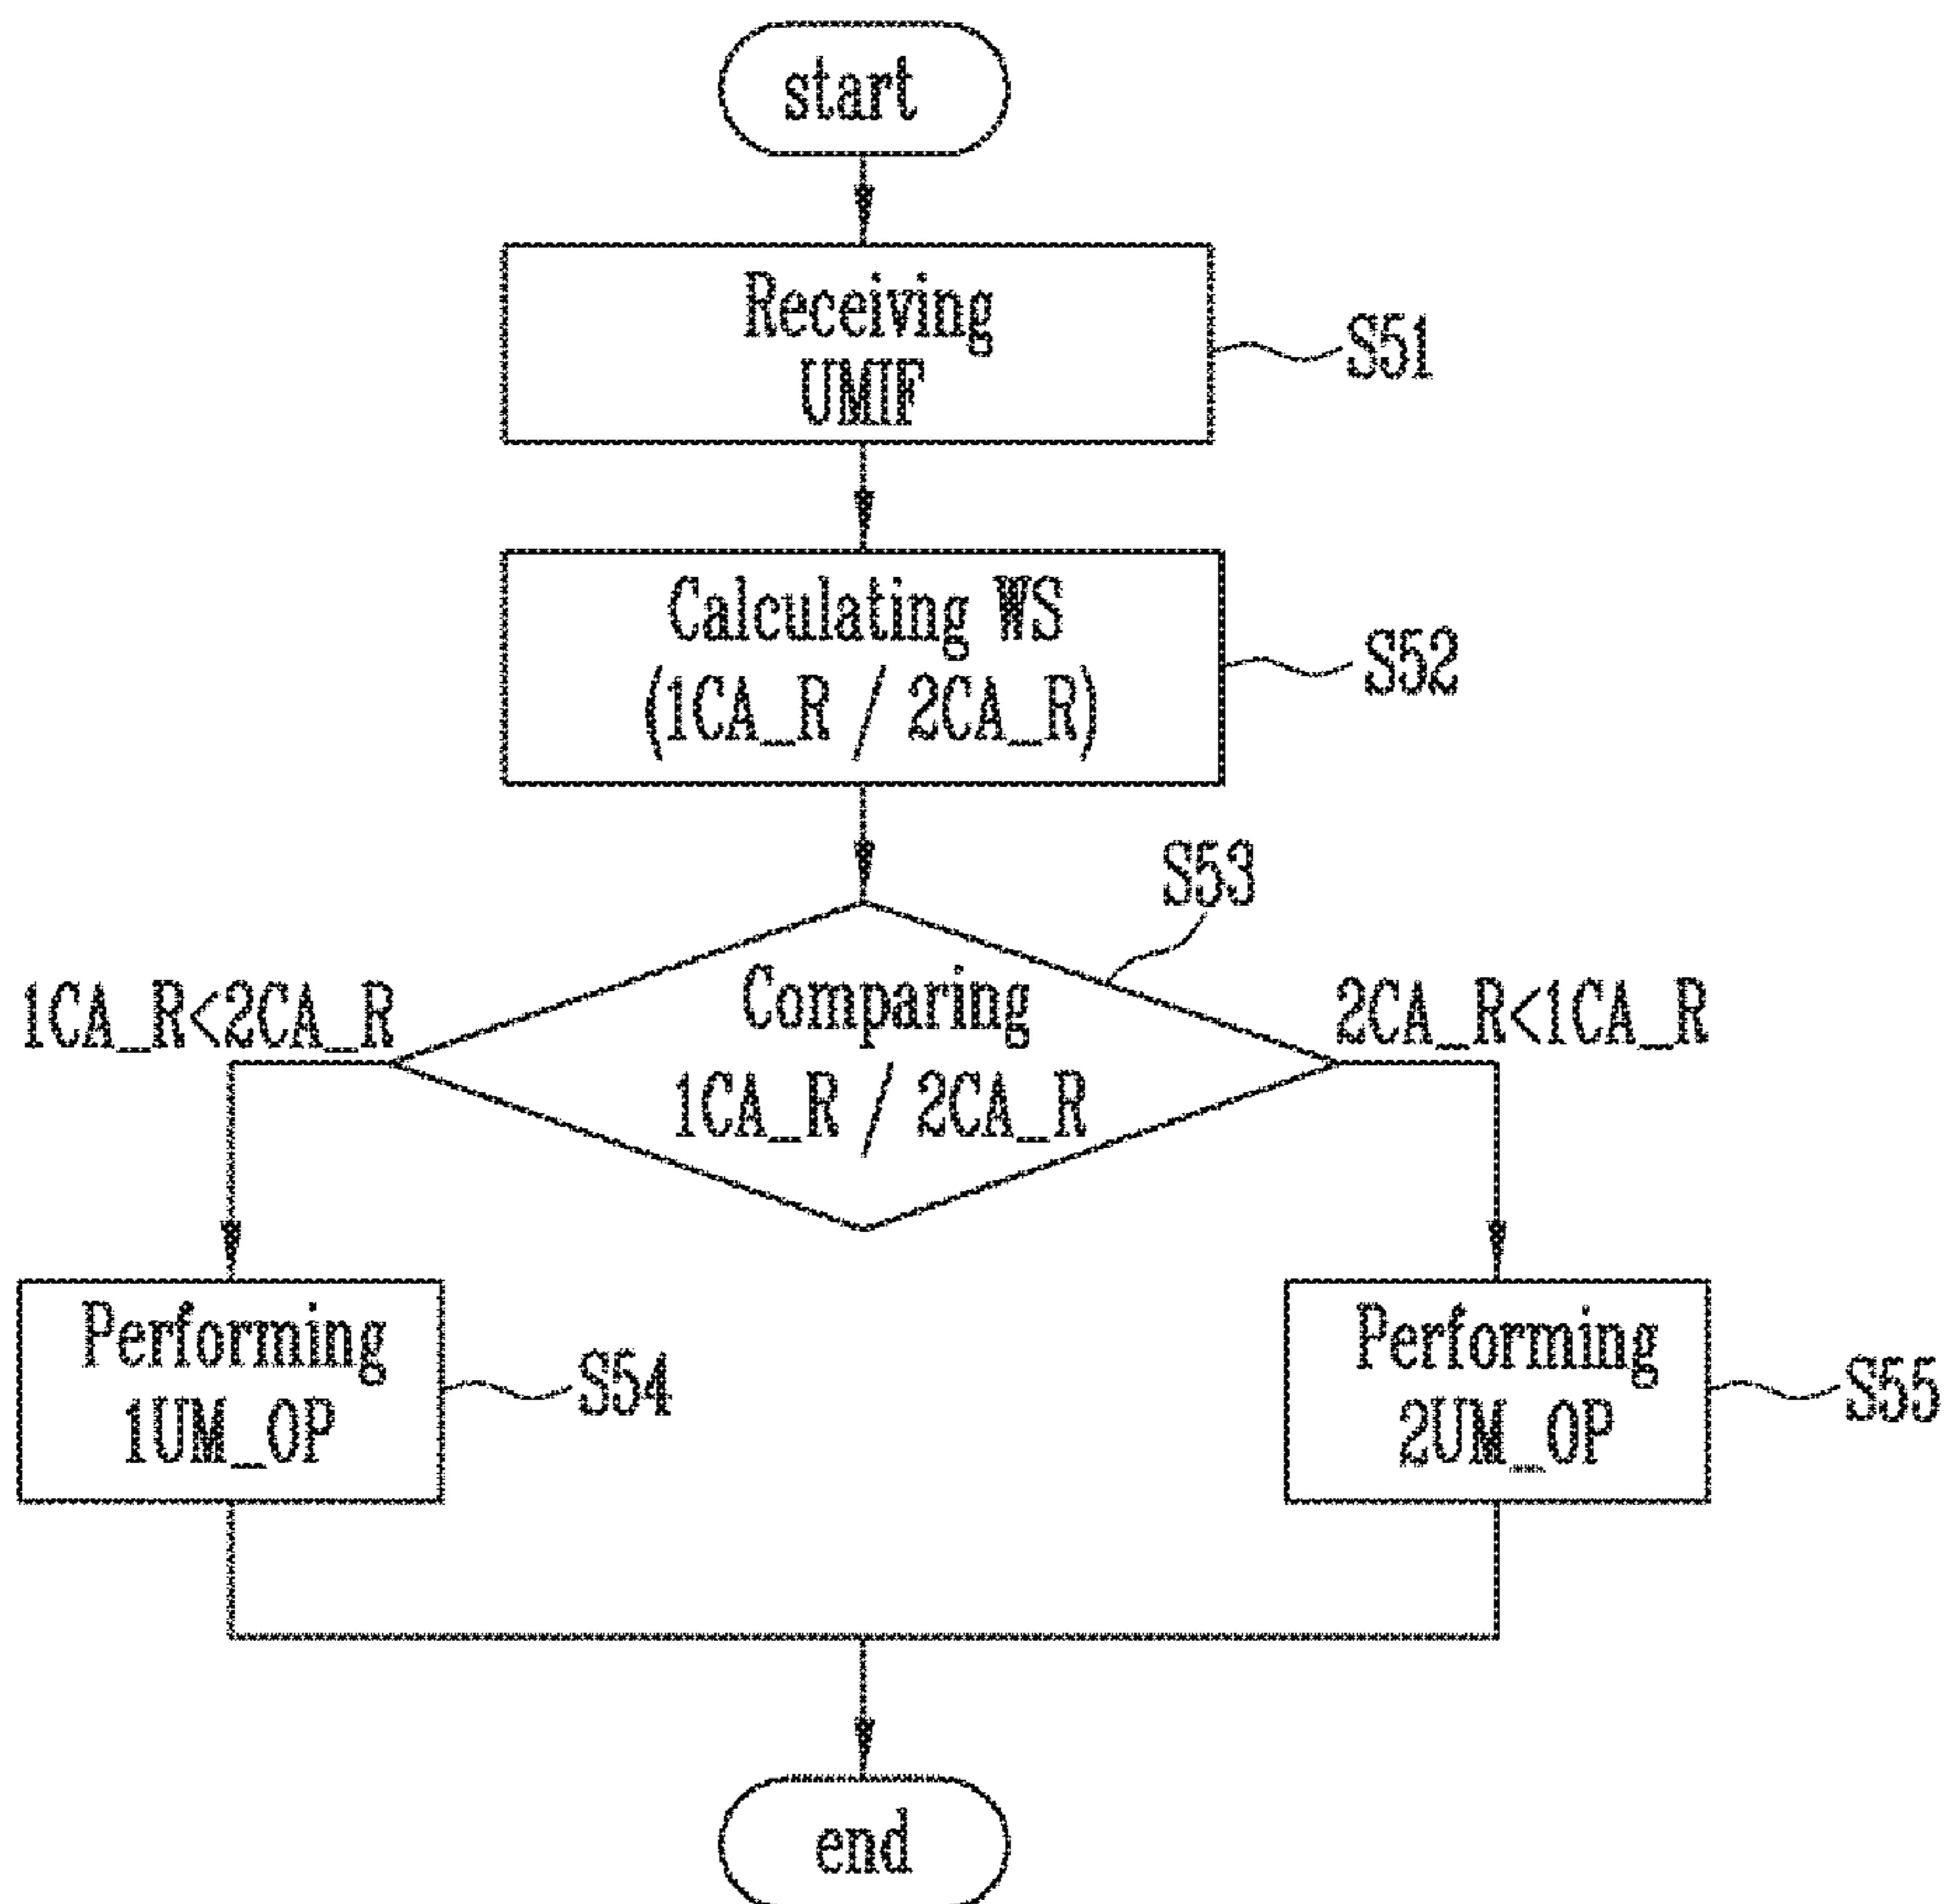 start
Receiving
UMIF
S51
Calculating WS
(1CA_R / 2CA_R)
S52
S53
1CA_R<2CA_R
Comparing
1CA_R / 2CA_R
2CA_R<1CA_R
Performing
1UM_OP
S54
Performing
2UM_OP
S55
end